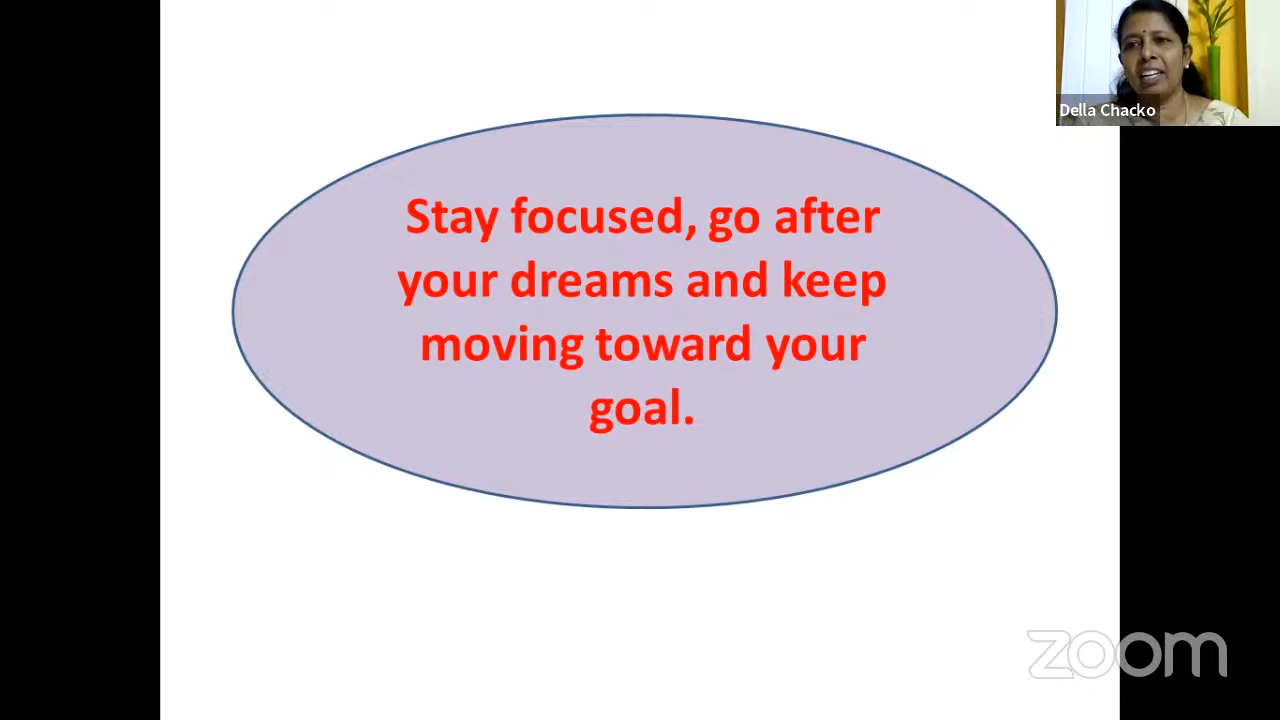 Della Chacko
Stay focused, go after
your dreams and keep
moving toward your
goal.
zoom